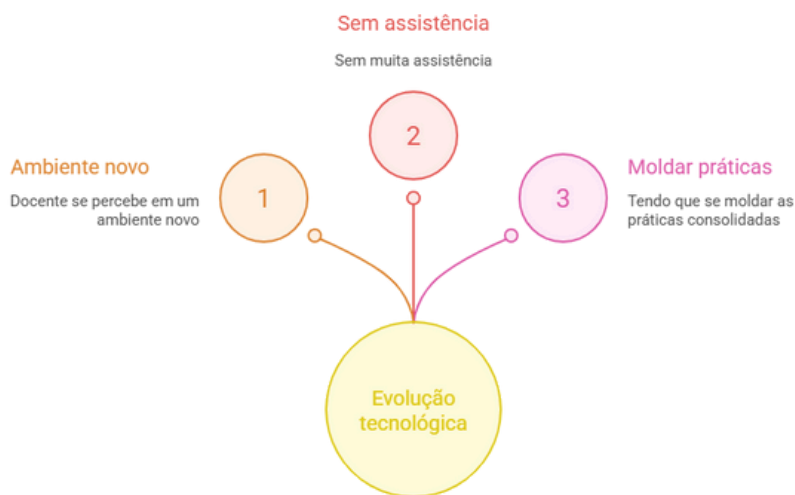 Sem assistência
Sem muita assistência
2
Ambiente novo
Docente se percebe em um
ambiente novo
1
3
Moldar práticas
Tendo que se moldar as
práticas consolidadas
Evolução
tecnológica